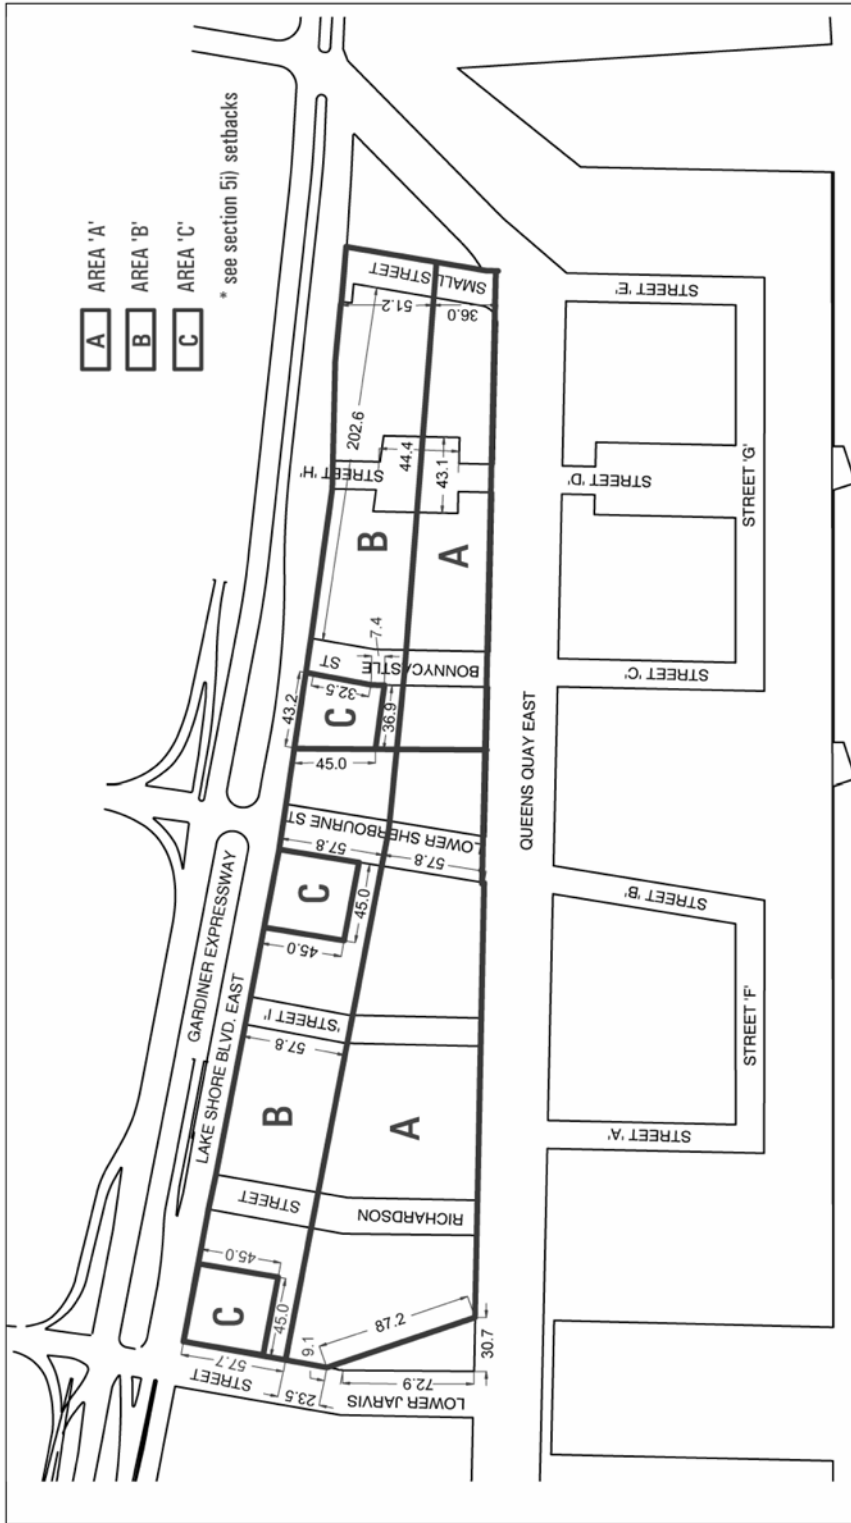 A AREA 'A'
B AREA 'B'
C AREA 'C'
* see section 5i) setbacks
GARDINER EXPRESSWAY
LAKE SHORE BLVD. EAST
SMALL STREET
51.2
36.0
202.6
STREET 'H'
44.4
43.1
B
A
BONNYCASTLE ST
7.4
32.5
43.2
C
36.9
45.0
LOWER SHERBOURNE ST
57.8
57.8
C
45.0
45.0
'STREET I'
57.8
B
A
RICHARDSON STREET
45.0
C
45.0
57.7
9.1
87.2
23.5
72.9
30.7
LOWER JARVIS STREET
QUEENS QUAY EAST
STREET 'E'
STREET 'D'
STREET 'G'
STREET 'C'
STREET 'B'
STREET 'F'
STREET 'A'